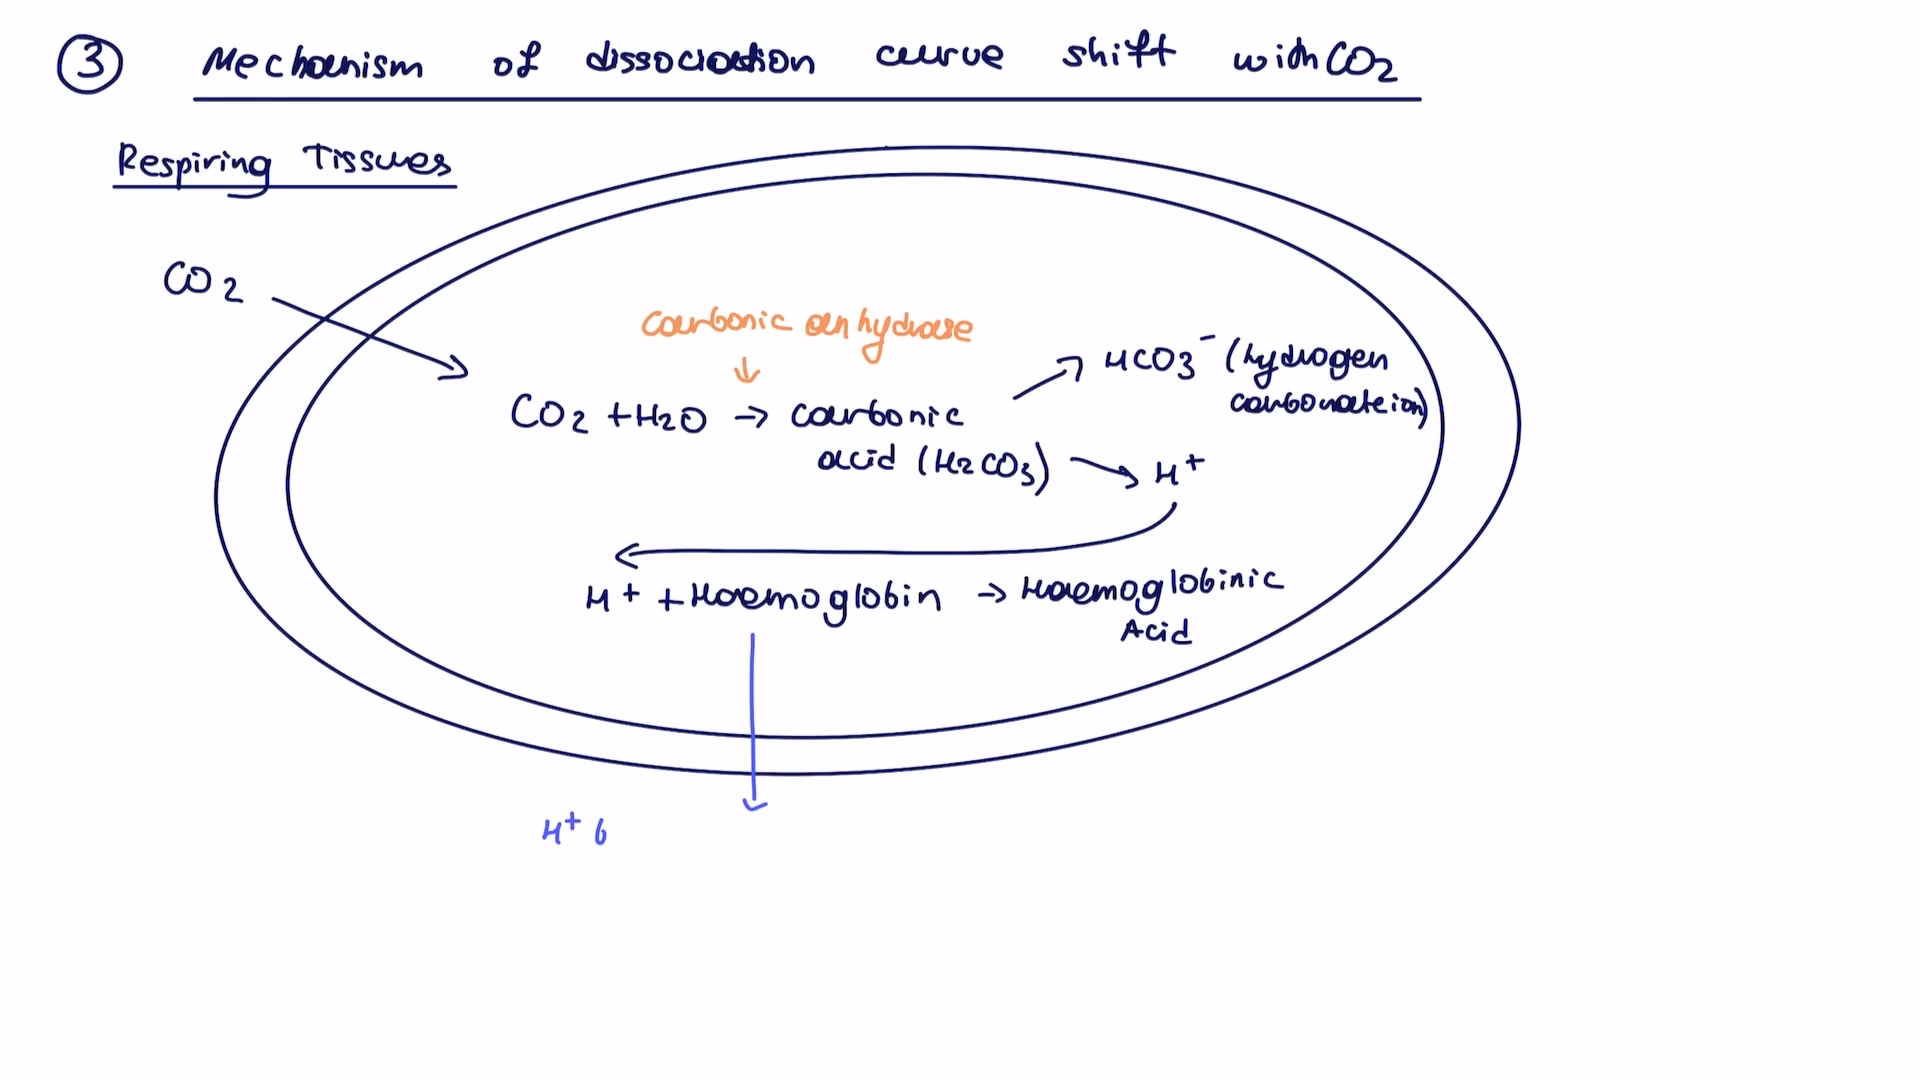 3 Mechanism of dissociation curve shift with CO2
Respiring Tissues
CO2
carbonic anhydrase
CO2 + H2O → carbonic
acid (H2CO3)
HCO3⁻ (hydrogen
carbonate ion)
H⁺
H⁺ + Haemoglobin → Haemoglobinic
Acid
H⁺ b